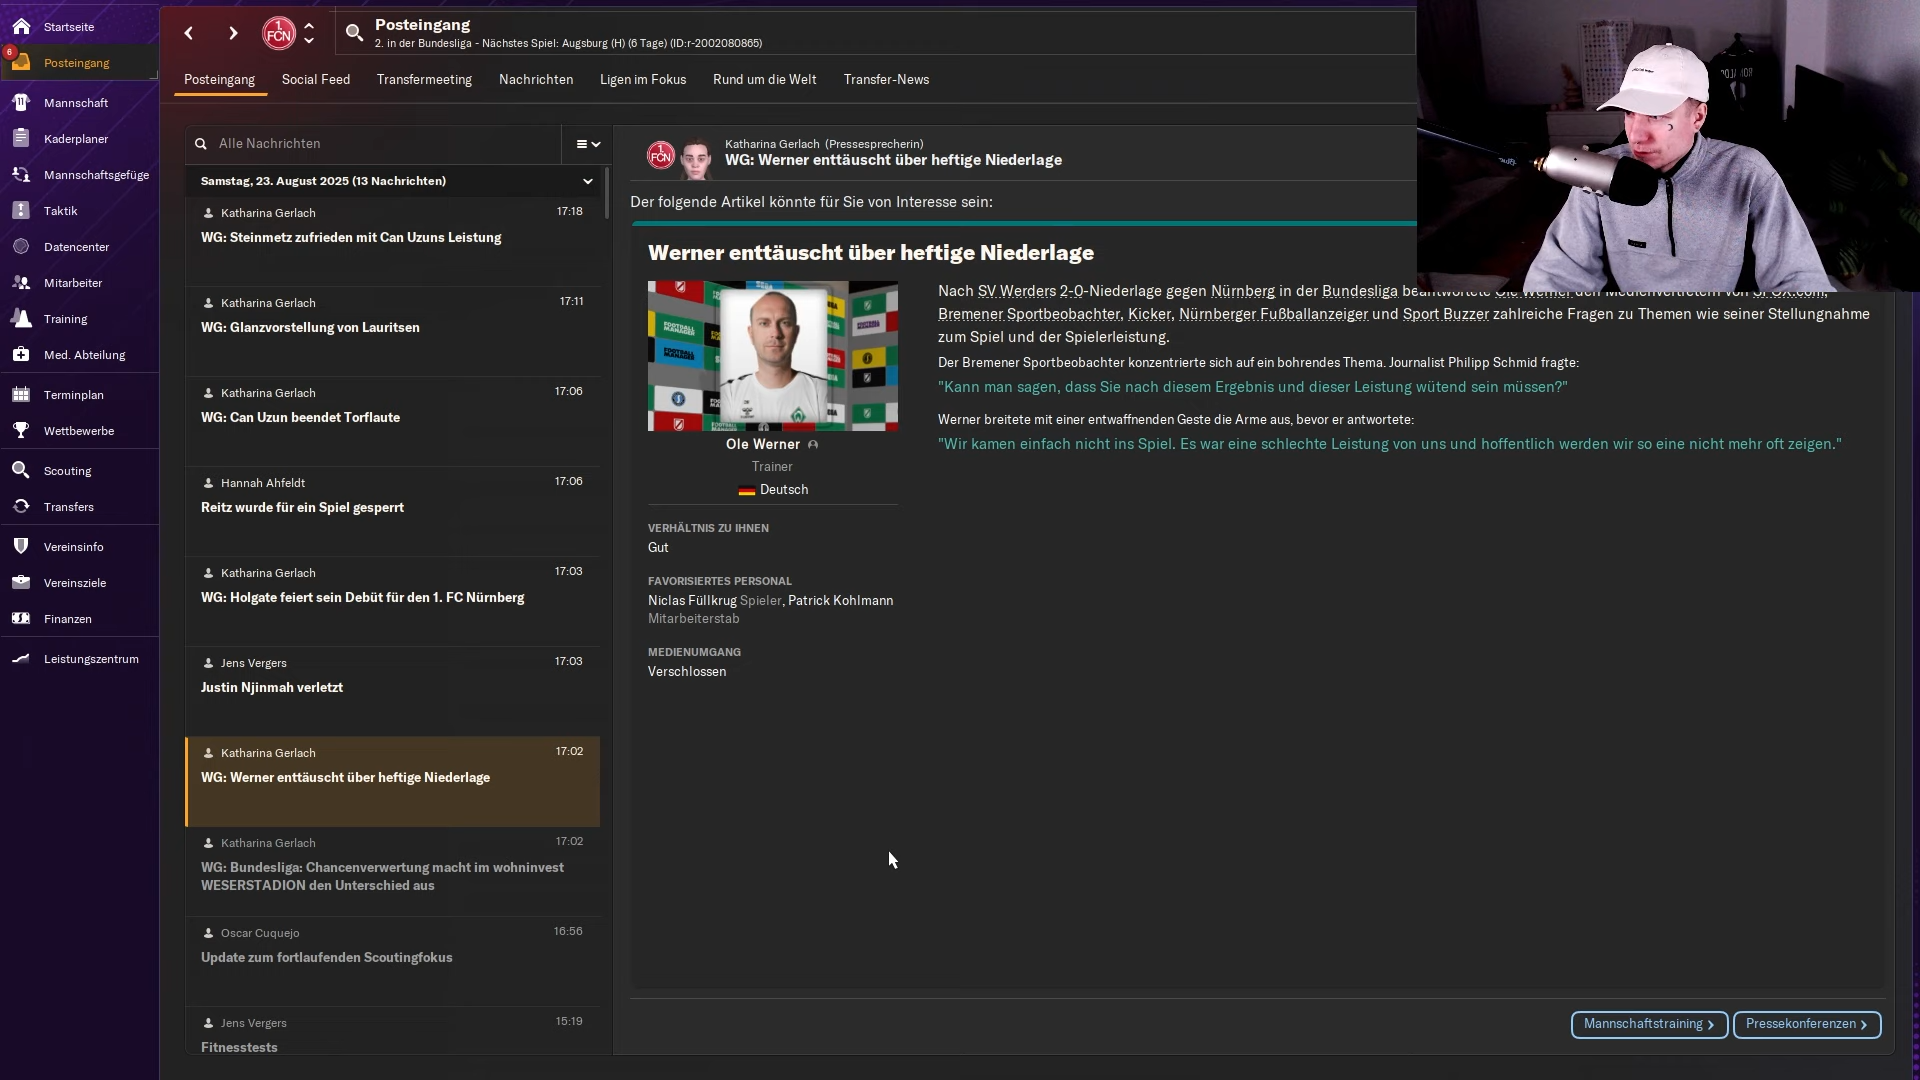 Startseite
6
Posteingang
Mannschaft
Kaderplaner
Mannschaftsgefüge
Taktik
Datencenter
Mitarbeiter
Training
Med. Abteilung
Terminplan
Wettbewerbe
Scouting
Transfers
Vereinsinfo
Vereinsziele
Finanzen
Leistungszentrum
1. FCN
Posteingang
2. in der Bundesliga - Nächstes Spiel: Augsburg (H) (6 Tage) (ID:r-2002080865)
Posteingang Social Feed Transfermeeting Nachrichten Ligen im Fokus Rund um die Welt Transfer-News
Alle Nachrichten
Samstag, 23. August 2025 (13 Nachrichten)
Katharina Gerlach 17:18
WG: Steinmetz zufrieden mit Can Uzuns Leistung
Katharina Gerlach 17:11
WG: Glanzvorstellung von Lauritsen
Katharina Gerlach 17:06
WG: Can Uzun beendet Torflaute
Hannah Ahfeldt 17:06
Reitz wurde für ein Spiel gesperrt
Katharina Gerlach 17:03
WG: Holgate feiert sein Debüt für den 1. FC Nürnberg
Jens Vergers 17:03
Justin Njinmah verletzt
Katharina Gerlach 17:02
WG: Werner enttäuscht über heftige Niederlage
Katharina Gerlach 17:02
WG: Bundesliga: Chancenverwertung macht im wohninvest
WESERSTADION den Unterschied aus
Oscar Cuquejo 16:56
Update zum fortlaufenden Scoutingfokus
Jens Vergers 15:19
Fitnesstests
1. FCN
Katharina Gerlach (Pressesprecherin)
WG: Werner enttäuscht über heftige Niederlage
Der folgende Artikel könnte für Sie von Interesse sein:
Werner enttäuscht über heftige Niederlage
Ole Werner
Trainer
Deutsch
VERHÄLTNIS ZU IHNEN
Gut
FAVORISIERTES PERSONAL
Niclas Füllkrug Spieler, Patrick Kohlmann
Mitarbeiterstab
MEDIENUMGANG
Verschlossen
Nach SV Werders 2-0-Niederlage gegen Nürnberg in der Bundesliga beantwortete Ole Werner den Medienvertretern von
Bremener Sportbeobachter, Kicker, Nürnberger Fußballanzeiger und Sport Buzzer zahlreiche Fragen zu Themen wie seiner Stellungnahme
zum Spiel und der Spielerleistung.
Der Bremener Sportbeobachter konzentrierte sich auf ein bohrendes Thema. Journalist Philipp Schmid fragte:
"Kann man sagen, dass Sie nach diesem Ergebnis und dieser Leistung wütend sein müssen?"
Werner breitete mit einer entwaffnenden Geste die Arme aus, bevor er antwortete:
"Wir kamen einfach nicht ins Spiel. Es war eine schlechte Leistung von uns und hoffentlich werden wir so eine nicht mehr oft zeigen."
Mannschaftstraining
Pressekonferenzen